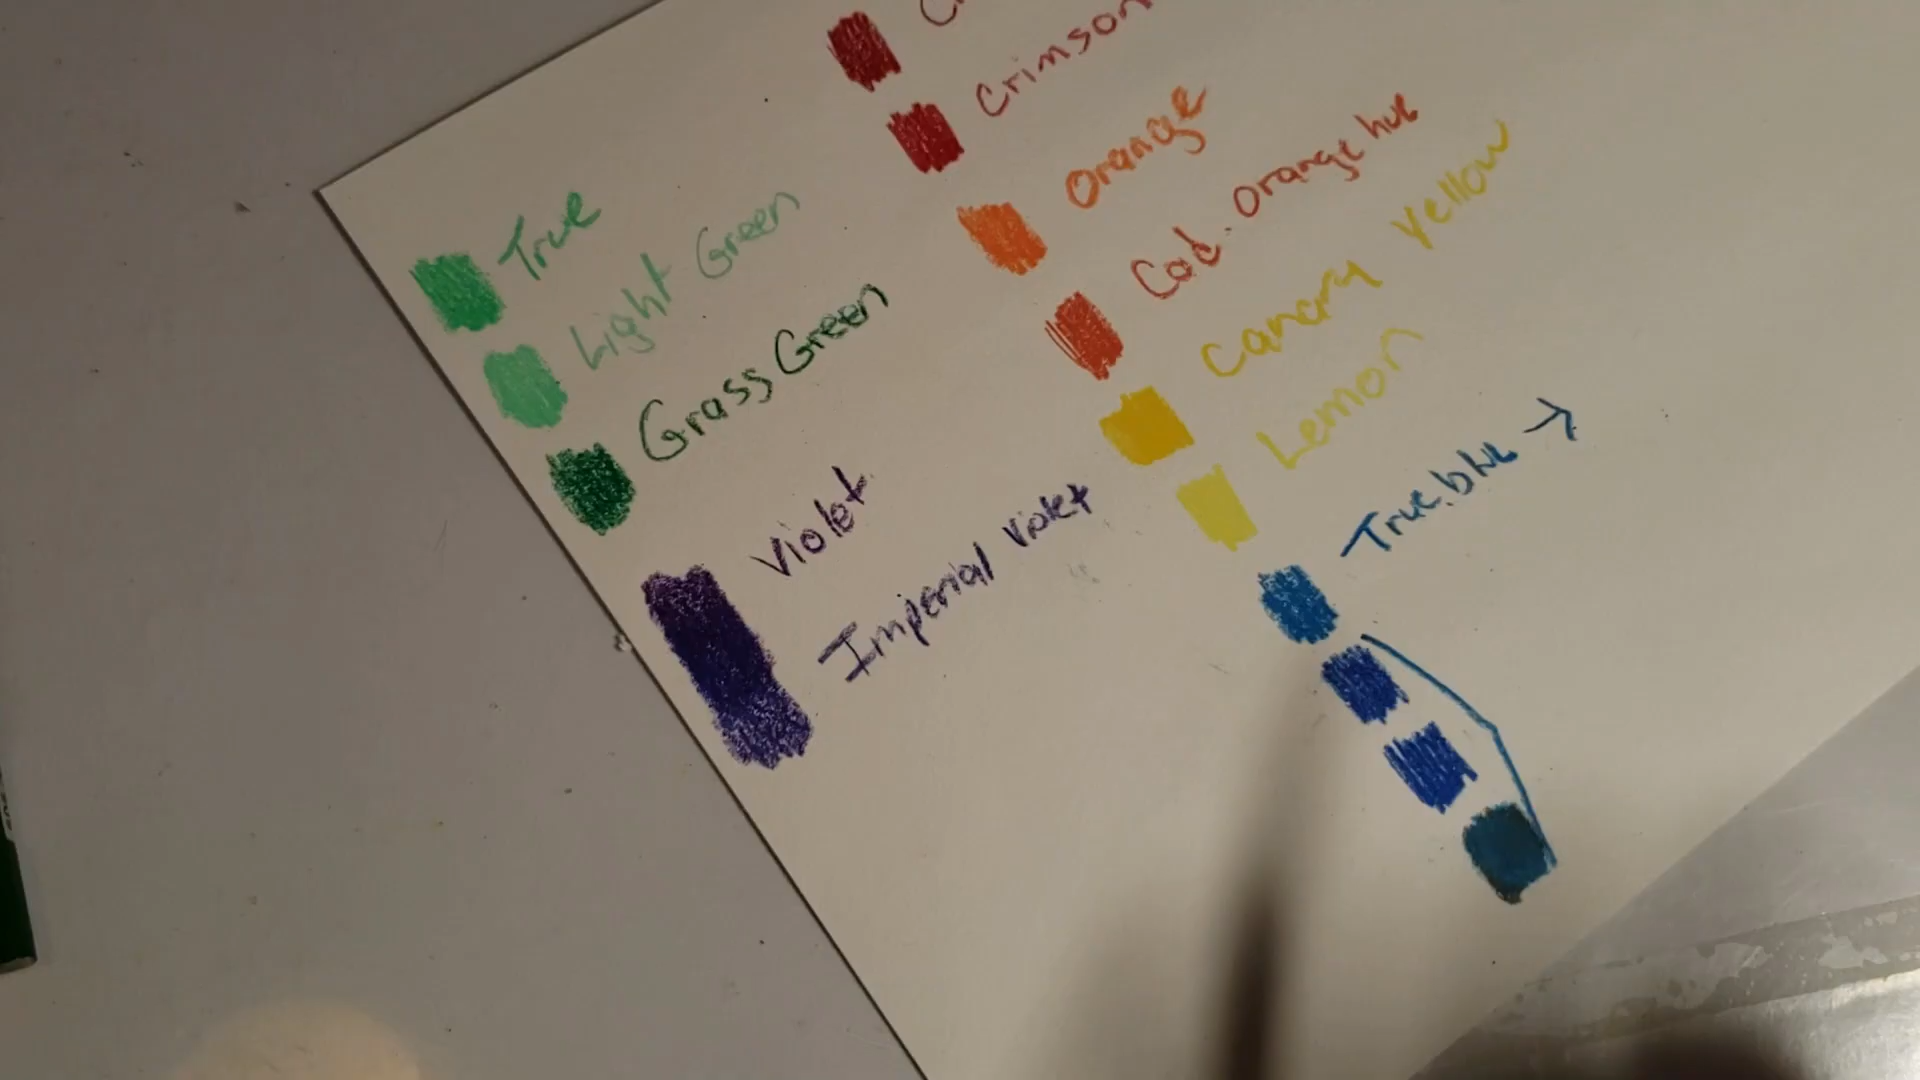 True
Light Green
Grass Green
Violet
Imperial Violet
Crimson
Orange
Cad. Orange hue
Canary Yellow
Lemon
True blue →